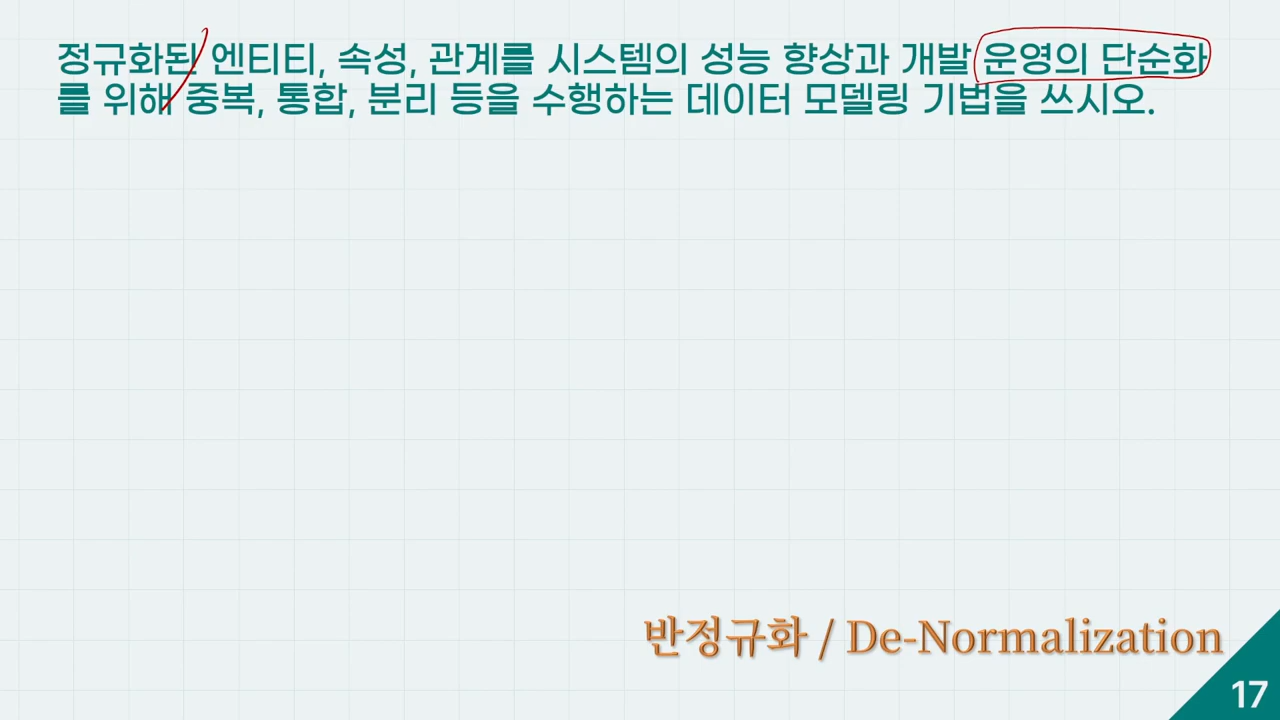 정규화된 엔티티, 속성, 관계를 시스템의 성능 향상과 개발 운영의 단순화
를 위해 중복, 통합, 분리 등을 수행하는 데이터 모델링 기법을 쓰시오.
반정규화 / De-Normalization
17